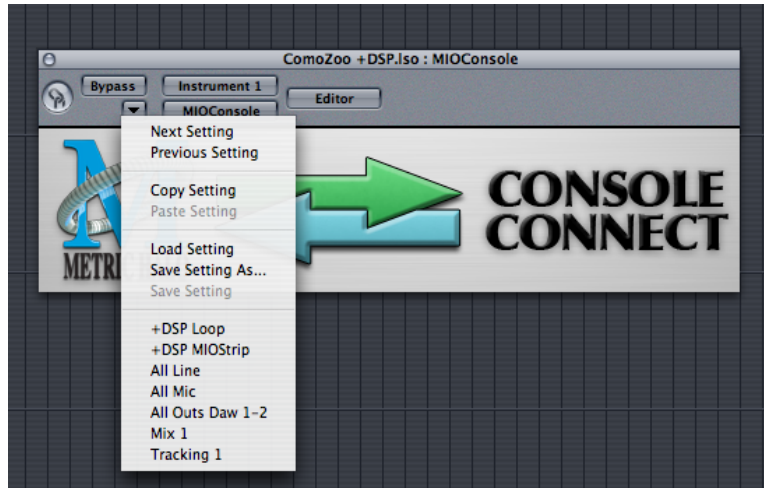 ComoZoo +DSP.lso : MIOConsole
Bypass
Instrument 1
MIOConsole
Editor
Next Setting
Previous Setting
Copy Setting
Paste Setting
Load Setting
Save Setting As...
Save Setting
+DSP Loop
+DSP MIOStrip
All Line
All Mic
All Outs Daw 1-2
Mix 1
Tracking 1
METRI
CONSOLE
CONNECT